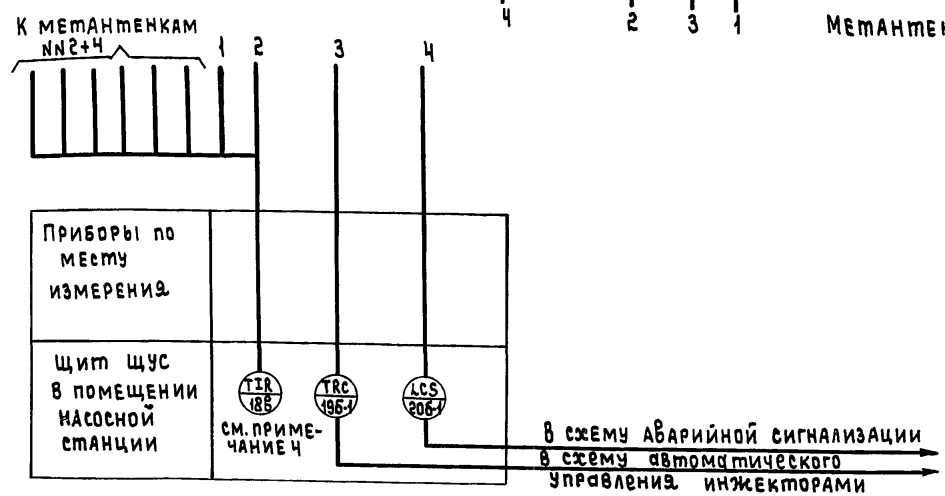 4 2 3 1
К МЕТАНТЕНКАМ
NN2÷4
1 2 3 4
МЕТАНТЕН
ПРИБОРЫ ПО
МЕСТУ
ИЗМЕРЕНИЯ
ЩИТ ЩУС
В ПОМЕЩЕНИИ
НАСОСНОЙ
СТАНЦИИ
TIR
18б
TRC
19б-1
LCS
20б-1
СМ. ПРИМЕ-
ЧАНИЕ 4
В СХЕМУ АВАРИЙНОЙ СИГНАЛИЗАЦИИ
В СХЕМУ АВТОМАТИЧЕСКОГО
УПРАВЛЕНИЯ ИНЖЕКТОРАМИ